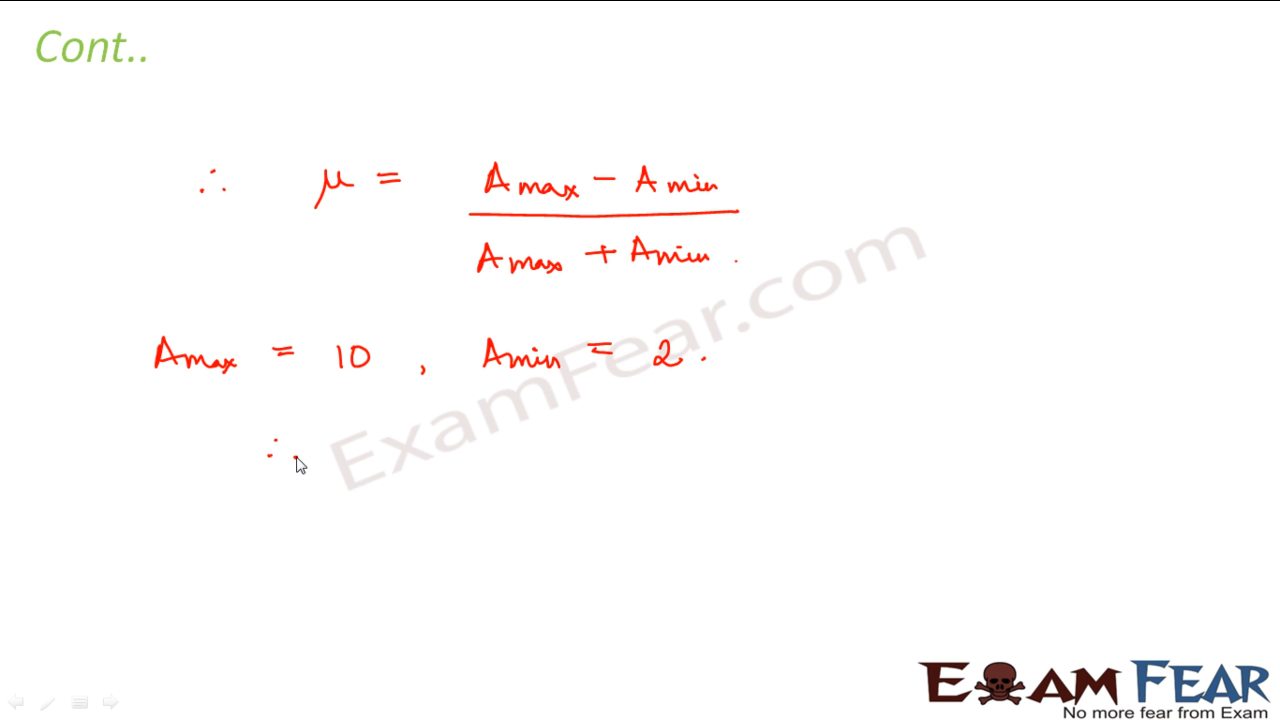 Cont..
∴ μ = Amax - Amin
Amax + Amin .
Amax = 10 , Amin = 2 .
∴
ExamFear.com
EXAM FEAR
No more fear from Exam